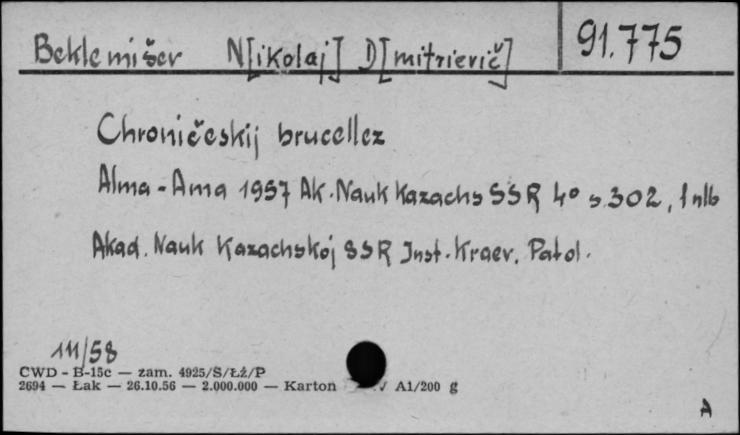 Beklemišev N[ikolaj] D[mitrievič] 91.775
Chroničeskij brucellez
Alma-Ama 1957 Ak. Nauk Kazachs SSR 4° s.302, 1 nlb
Akad. Nauk Kazachskoj SSR Inst. Kraev. Patol.
111/58
CWD - B-15c — zam. 4925/S/ŁŻ/P
2694 — Łak — 26.10.56 — 2.000.000 — Karton V A1/200 g
A